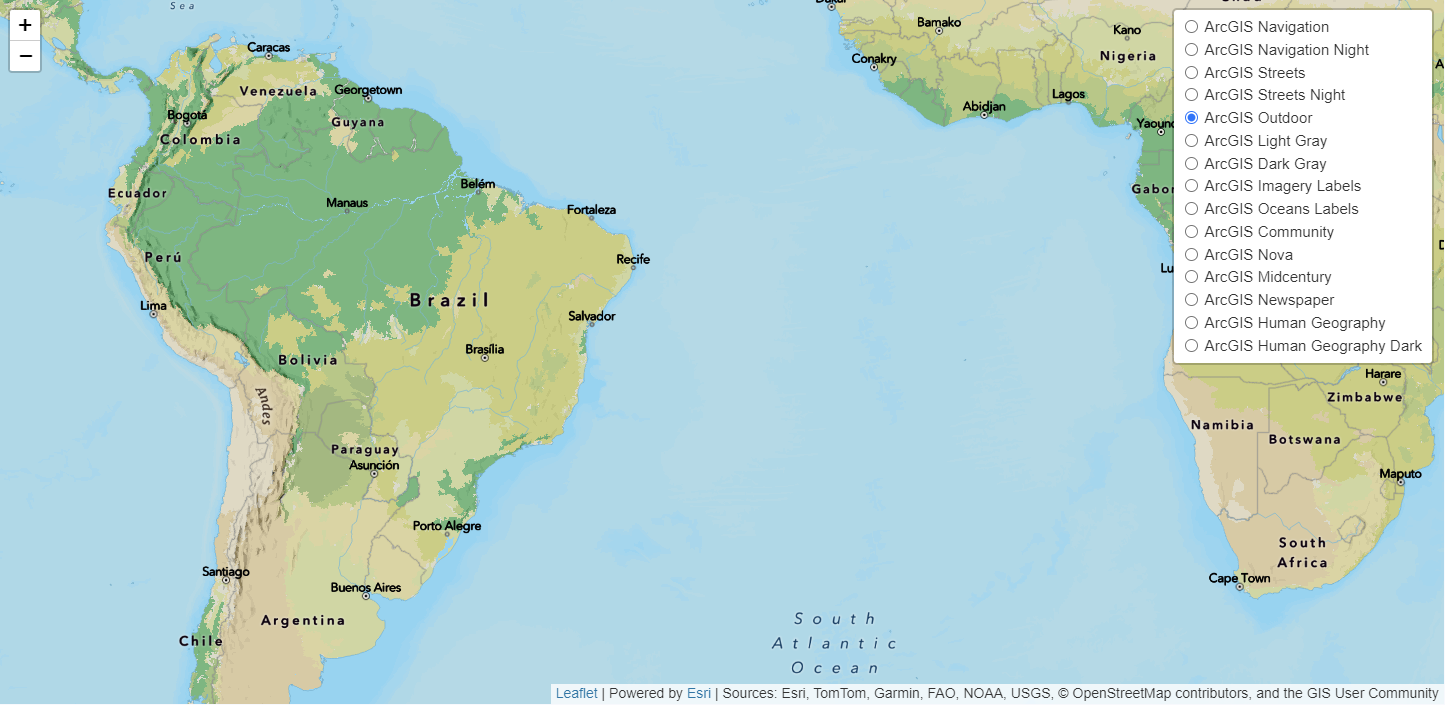 Sea
+
−
Caracas
Venezuela
Georgetown
Guyana
Bogotá
Colombia
Ecuador
Manaus
Belém
Fortaleza
Recife
Perú
Lima
Brazil
Salvador
Brasília
Bolivia
Andes
Paraguay
Asunción
Porto Alegre
Santiago
Buenos Aires
Argentina
Chile
South
Atlantic
Ocean
Dakar
Bamako
Kano
Nigeria
Conakry
Abidjan
Lagos
Yaound
Gabon
Lu
Harare
Zimbabwe
Namibia
Botswana
Maputo
South
Africa
Cape Town
ArcGIS Navigation
ArcGIS Navigation Night
ArcGIS Streets
ArcGIS Streets Night
ArcGIS Outdoor
ArcGIS Light Gray
ArcGIS Dark Gray
ArcGIS Imagery Labels
ArcGIS Oceans Labels
ArcGIS Community
ArcGIS Nova
ArcGIS Midcentury
ArcGIS Newspaper
ArcGIS Human Geography
ArcGIS Human Geography Dark
Leaflet | Powered by Esri | Sources: Esri, TomTom, Garmin, FAO, NOAA, USGS, © OpenStreetMap contributors, and the GIS User Community